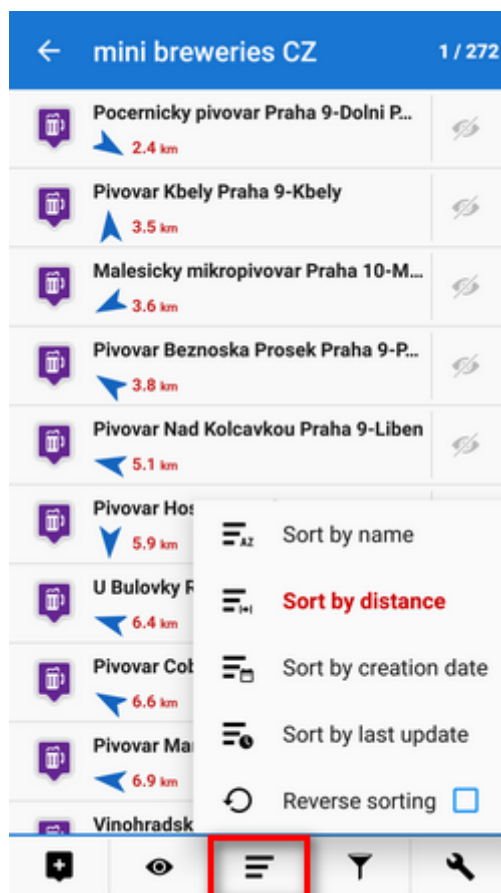 mini breweries CZ
1 / 272
Pocernicky pivovar Praha 9-Dolni P...
2.4 km
Pivovar Kbely Praha 9-Kbely
3.5 km
Malesicky mikropivovar Praha 10-M...
3.6 km
Pivovar Beznoska Prosek Praha 9-P...
3.8 km
Pivovar Nad Kolcavkou Praha 9-Liben
5.1 km
Pivovar Hos
5.9 km
U Bulovky
6.4 km
Pivovar Cob
6.6 km
Pivovar Mar
6.9 km
Vinohradsk
AZ Sort by name
Sort by distance
Sort by creation date
Sort by last update
Reverse sorting